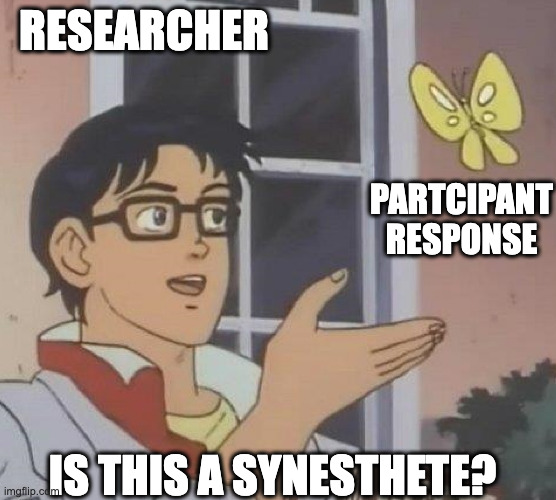 RESEARCHER
PARTCIPANT
RESPONSE
IS THIS A SYNESTHETE?
imgflip.com